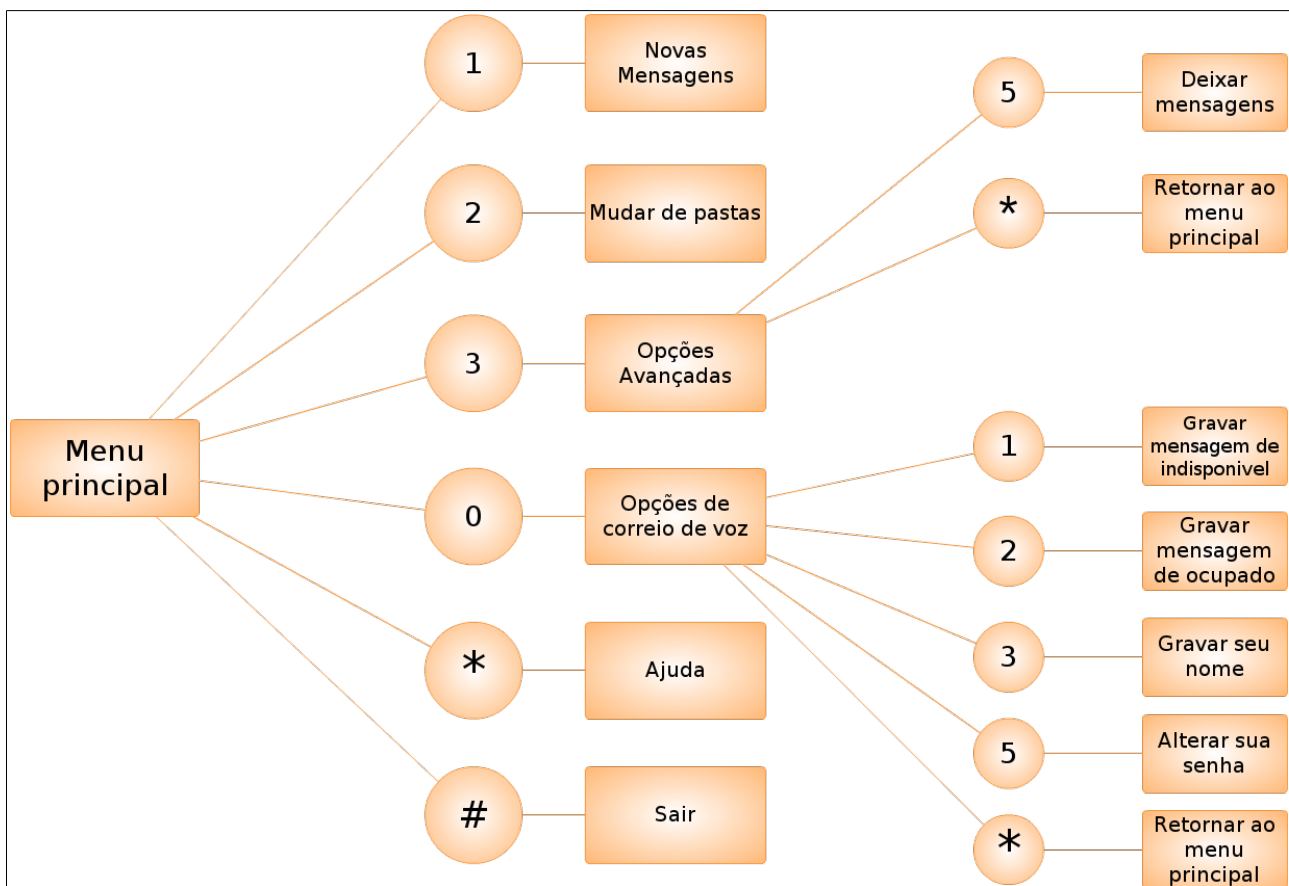 Menu
principal
1
Novas
Mensagens
2
Mudar de pastas
3
Opções
Avançadas
5
Deixar
mensagens
*
Retornar ao
menu
principal
0
Opções de
correio de voz
1
Gravar
mensagem de
indisponivel
2
Gravar
mensagem
de ocupado
3
Gravar seu
nome
5
Alterar sua
senha
*
Retornar ao
menu
principal
*
Ajuda
#
Sair